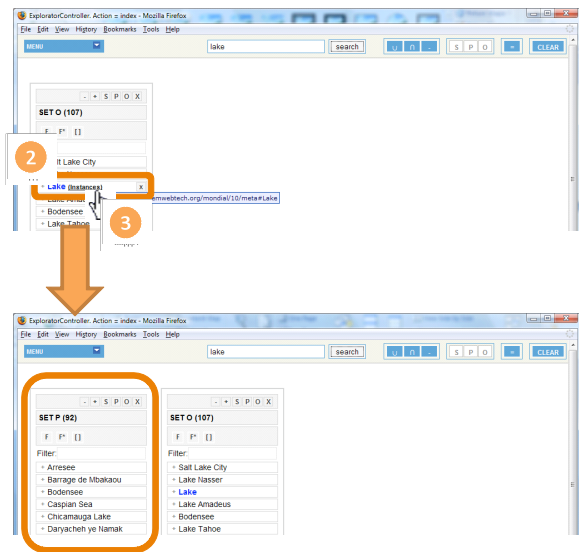 ExploratorController. Action = index - Mozilla Firefox
File Edit View History Bookmarks Tools Help
MENU lake search ∪ ∩ - S P O = CLEAR
- + S P O X
SET O (107)
F F* []
2
lt Lake City
+ Lake (Instances) x
emwebtech.org/mondial/10/meta#Lake
+ Bodensee
3
+ Lake Tahoe
ExploratorController. Action = index - Mozilla Firefox
File Edit View History Bookmarks Tools Help
MENU lake search ∪ ∩ - S P O = CLEAR
- + S P O X - + S P O X
SET P (92) SET O (107)
F F* [] F F* []
Filter: Filter:
+ Arresee + Salt Lake City
+ Barrage de Mbakaou + Lake Nasser
+ Bodensee + Lake
+ Caspian Sea + Lake Amadeus
+ Chicamauga Lake + Bodensee
+ Daryacheh ye Namak + Lake Tahoe